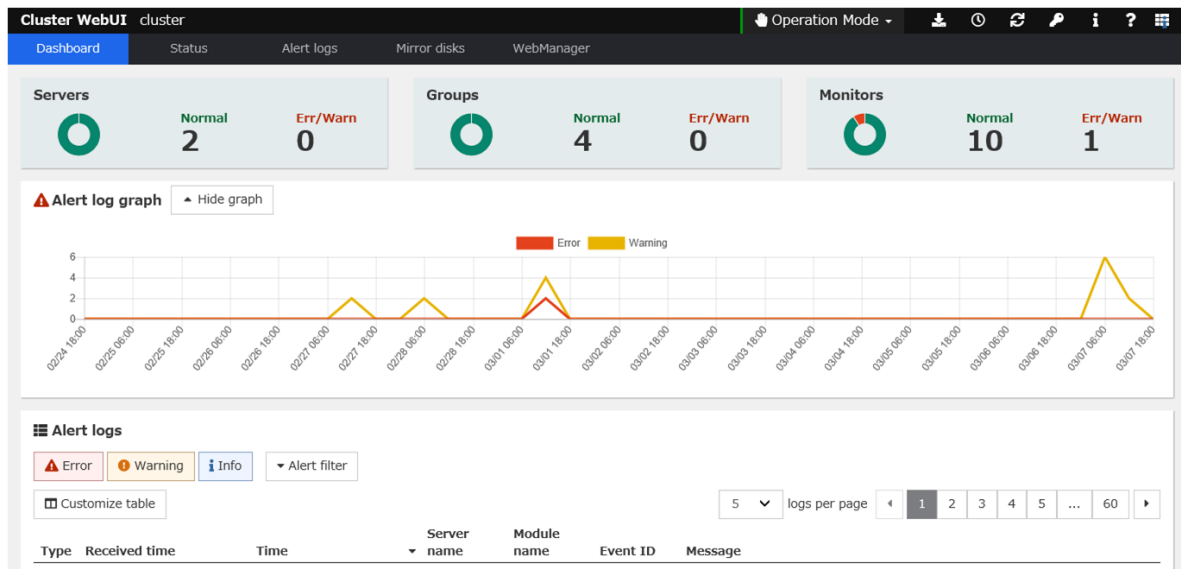 Cluster WebUI cluster Operation Mode
Dashboard Status Alert logs Mirror disks WebManager
Servers
Normal Err/Warn
2 0
Groups
Normal Err/Warn
4 0
Monitors
Normal Err/Warn
10 1
Alert log graph Hide graph
Error Warning
6
4
2
0
02/24 18:00 02/25 06:00 02/25 18:00 02/26 06:00 02/26 18:00 02/27 06:00 02/27 18:00 02/28 06:00 02/28 18:00 03/01 06:00 03/01 18:00 03/02 06:00 03/02 18:00 03/03 06:00 03/03 18:00 03/04 06:00 03/04 18:00 03/05 06:00 03/05 18:00 03/06 06:00 03/06 18:00 03/07 06:00 03/07 18:00
Alert logs
Error Warning Info Alert filter
Customize table 5 logs per page 1 2 3 4 5 ... 60
Type Received time Time Server name Module name Event ID Message